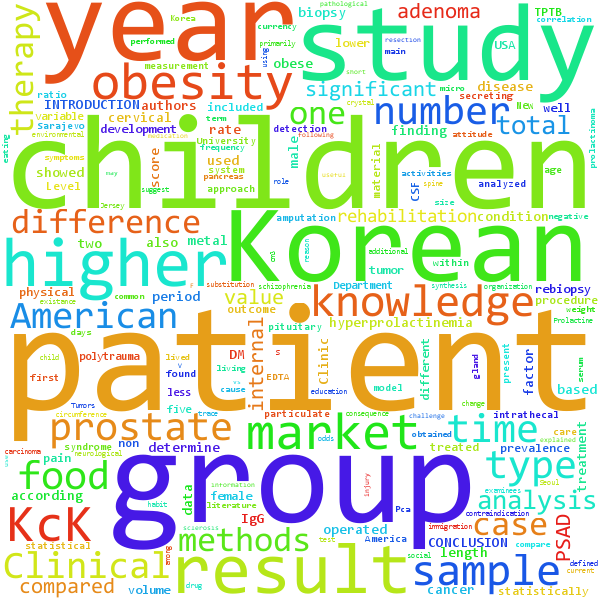 year
study
children
Korean
patient
group
result
higher
obesity
knowledge
American
prostate
market
time
type
food
KcK
methods
Clinical
sample
analysis
case
difference
number
total
one
significant
therapy
adenoma
biopsy
TPTB
Korea
performed
currency
correlation
pathological
lower
main
USA
resection
primarily
using
measurement
obese
disease
short
micro
New
ratio
INTRODUCTION
authors
included
secreting
crystal
well
variable
Sarajevo
cervical
term
detection
attitude
environmental
development
rate
University
finding
prolactinoma
eating
symptoms
medication
frequency
following
Level
showed
score
used
system
pancreas
male
material
activities
analyzed
age
may
suggest
approach
role
CSF
spine
size
negative
Jersey
amputation
two
also
metal
rehabilitation
condition
tumor
within
Department
rebiopsy
physical
period
value
substitution
schizophrenia
synthesis
organization
procedure
existence
common
outcome
pituitary
weight
days
hyperprolactinemia
Prolactine
child
polytrauma
lived
DM
s
living
cause
vs
Clinic
different
gland
present
factor
serum
first
found
less
EDTA
model
based
internal
Tumors
five
education
change
circumference
trace
particulate
consequence
challenge
intrathecal
carcinoma
syndrome
non
determine
odds
obtained
care
explained
pain
neurological
treated
prevalence
treatment
according
data
female
information
literature
injury
contraindication
Seoul
habit
IgG
Pca
examinees
PSAD
statistical
sclerosis
operated
America
immigration
CONCLUSION
compare
defined
compared
volume
drug
test
social
cancer
length
statistically
current